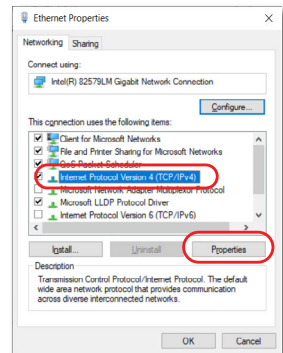 Ethernet Properties
Networking Sharing
Connect using:
Intel(R) 82579LM Gigabit Network Connection
Configure...
This connection uses the following items:
Client for Microsoft Networks
File and Printer Sharing for Microsoft Networks
QoS Packet Scheduler
Internet Protocol Version 4 (TCP/IPv4)
Microsoft Network Adapter Multiplexor Protocol
Microsoft LLDP Protocol Driver
Internet Protocol Version 6 (TCP/IPv6)
Install... Uninstall Properties
Description
Transmission Control Protocol/Internet Protocol. The default
wide area network protocol that provides communication
across diverse interconnected networks.
OK Cancel